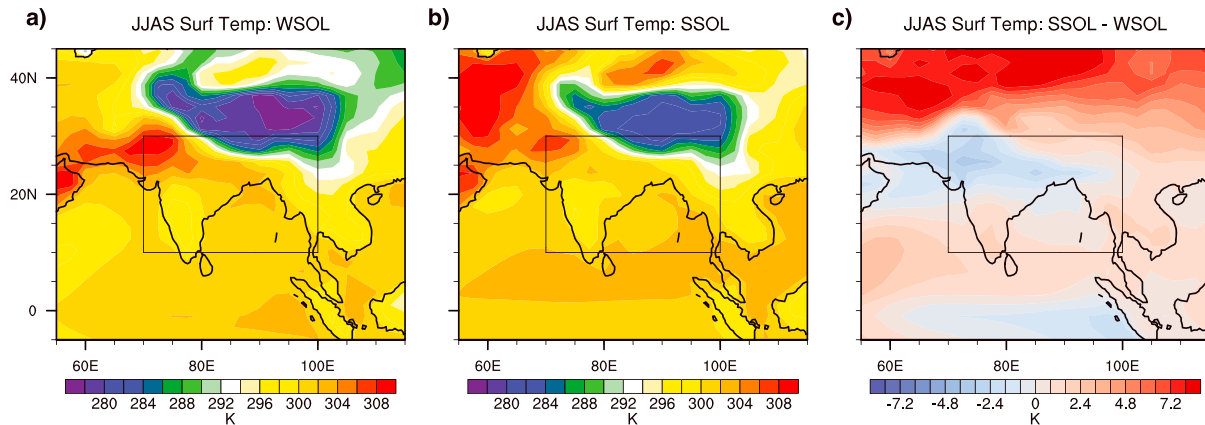 a) JJAS Surf Temp: WSOL
40N
20N
0
60E 80E 100E
280 284 288 292 296 300 304 308
K
b) JJAS Surf Temp: SSOL
60E 80E 100E
280 284 288 292 296 300 304 308
K
c) JJAS Surf Temp: SSOL - WSOL
60E 80E 100E
-7.2 -4.8 -2.4 0 2.4 4.8 7.2
K